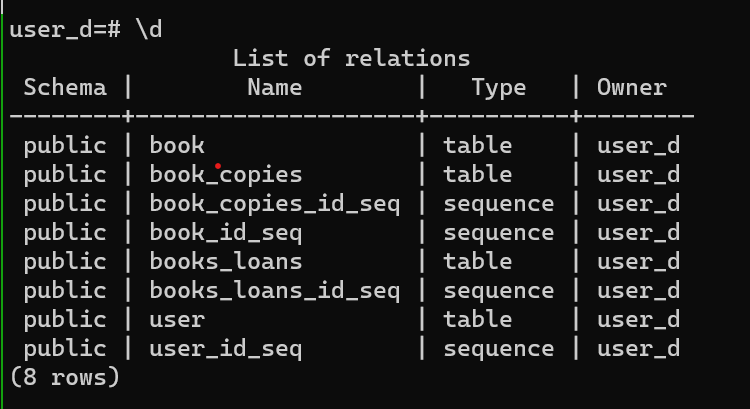 user_d=# \d
List of relations
Schema | Name | Type | Owner
--------+---------------------+----------+--------
public | book | table | user_d
public | book_copies | table | user_d
public | book_copies_id_seq | sequence | user_d
public | book_id_seq | sequence | user_d
public | books_loans | table | user_d
public | books_loans_id_seq | sequence | user_d
public | user | table | user_d
public | user_id_seq | sequence | user_d
(8 rows)